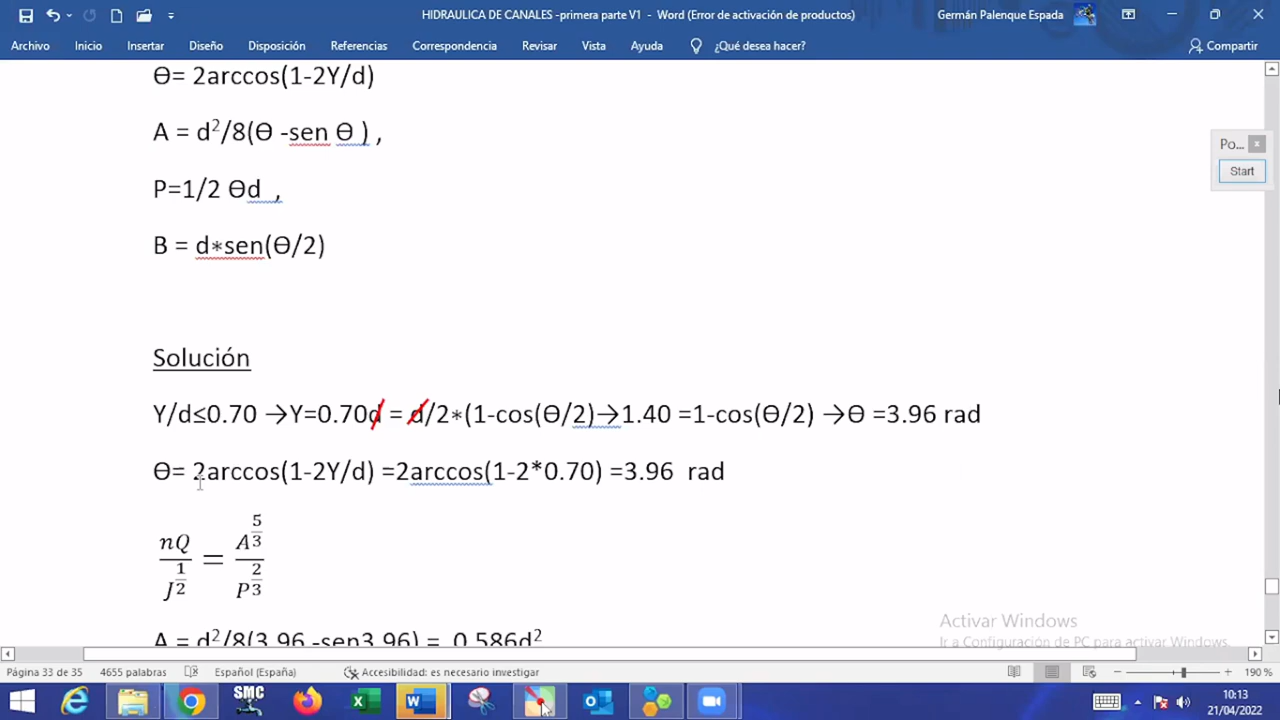 HIDRAULICA DE CANALES -primera parte V1 - Word (Error de activación de productos)
Germán Palenque Espada
Archivo Inicio Insertar Diseño Disposición Referencias Correspondencia Revisar Vista Ayuda ¿Qué desea hacer? Compartir
Ɵ= 2arccos(1-2Y/d)
A = d²/8(Ɵ -sen Ɵ ) ,
Po... x
Start
P=1/2 Ɵd ,
B = d*sen(Ɵ/2)
Solución
Y/d≤0.70 →Y=0.70d = d/2*(1-cos(Ɵ/2)→1.40 =1-cos(Ɵ/2) →Ɵ =3.96 rad
Ɵ= 2arccos(1-2Y/d) =2arccos(1-2*0.70) =3.96 rad
nQ/J^(1/2) = A^(5/3)/P^(2/3)
A = d²/8(3.96 -sen3.96) = 0.586d²
Activar Windows
Ir a Configuración de PC para activar Windows.
Página 33 de 35 4655 palabras Español (España) Accesibilidad: es necesario investigar 190 %
SMC
10:13
21/04/2022